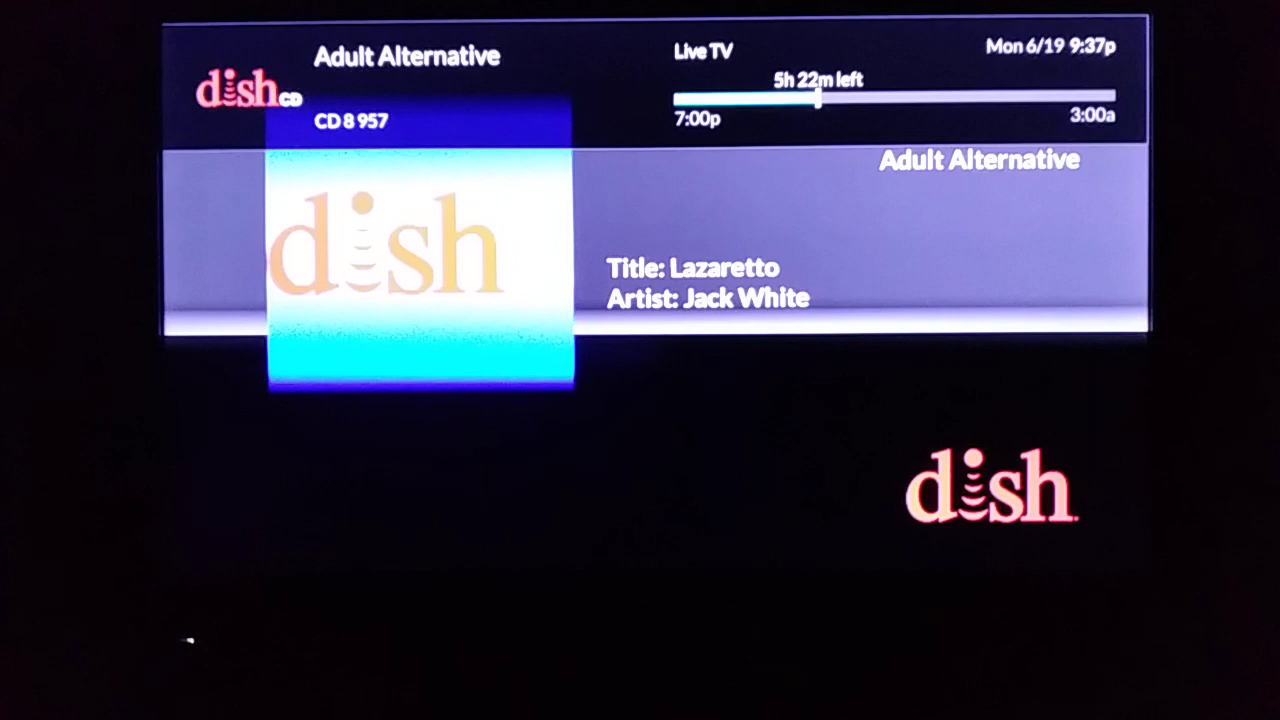 Adult Alternative
Live TV
Mon 6/19 9:37p
5h 22m left
dish CD
CD 8 957
7:00p
3:00a
Adult Alternative
dish
Title: Lazaretto
Artist: Jack White
dish